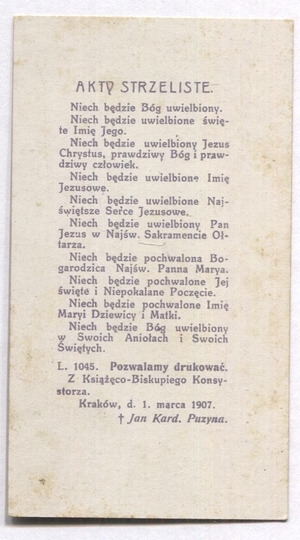 AKTY STRZELISTE.
Niech będzie Bóg uwielbiony.
Niech będzie uwielbione świę-
te Imię Jego.
Niech będzie uwielbiony Jezus
Chrystus, prawdziwy Bóg i praw-
dziwy człowiek.
Niech będzie uwielbione Imię
Jezusowe.
Niech będzie uwielbione Naj-
świętsze Serce Jezusowe.
Niech będzie uwielbiony Pan
Jezus w Najśw. Sakramencie Oł-
tarza.
Niech będzie pochwalona Bo-
garodzica Najśw. Panna Marya.
Niech będzie pochwalone Jej
święte i Niepokalane Poczęcie.
Niech będzie pochwalone Imię
Maryi Dziewicy i Matki.
Niech będzie Bóg uwielbiony
w Swoich Aniołach i Swoich
Świętych.
L. 1045. Pozwalamy drukować.
Z Książęco-Biskupiego Konsy-
storza.
Kraków, d. 1. marca 1907.
† Jan Kard. Puzyna.